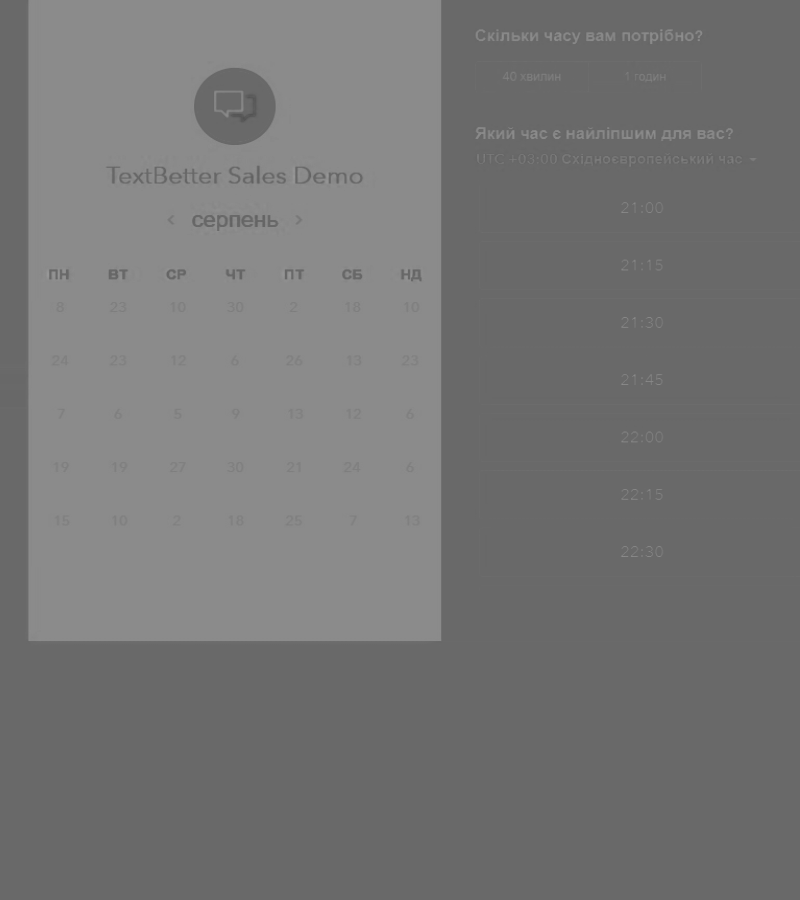 TextBetter Sales Demo
серпень
ПН ВТ СР ЧТ ПТ СБ НД
8 23 10 30 2 18 10
24 23 12 6 26 13 23
7 6 5 9 13 12 6
19 19 27 30 21 24 6
15 10 2 18 25 7 13
Скільки часу вам потрібно?
40 хвилин 1 годин
Який час є найліпшим для вас?
UTC +03:00 Східноєвропейський час
21:00
21:15
21:30
21:45
22:00
22:15
22:30